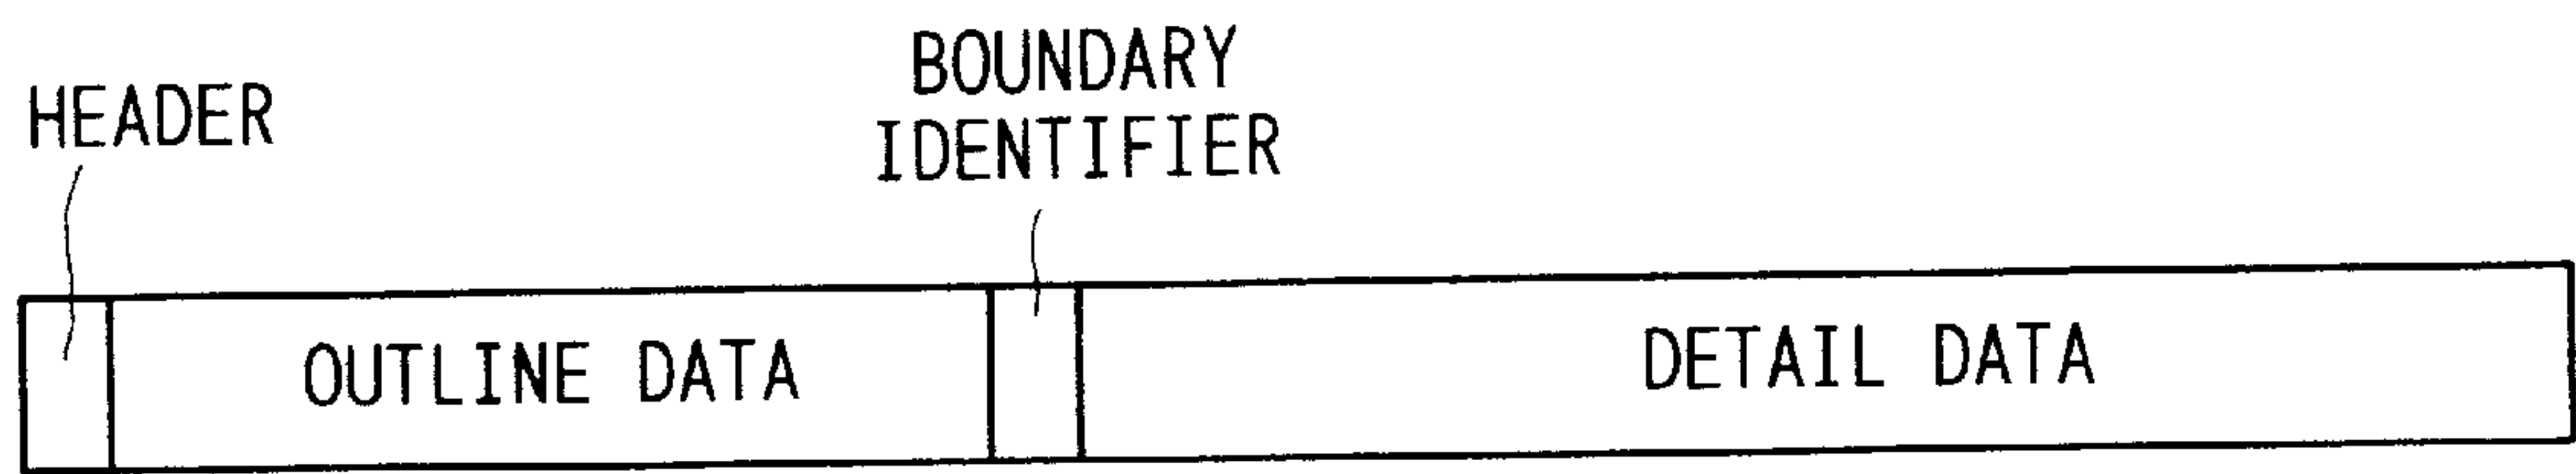 HEADER
BOUNDARY
IDENTIFIER
OUTLINE DATA
DETAIL DATA